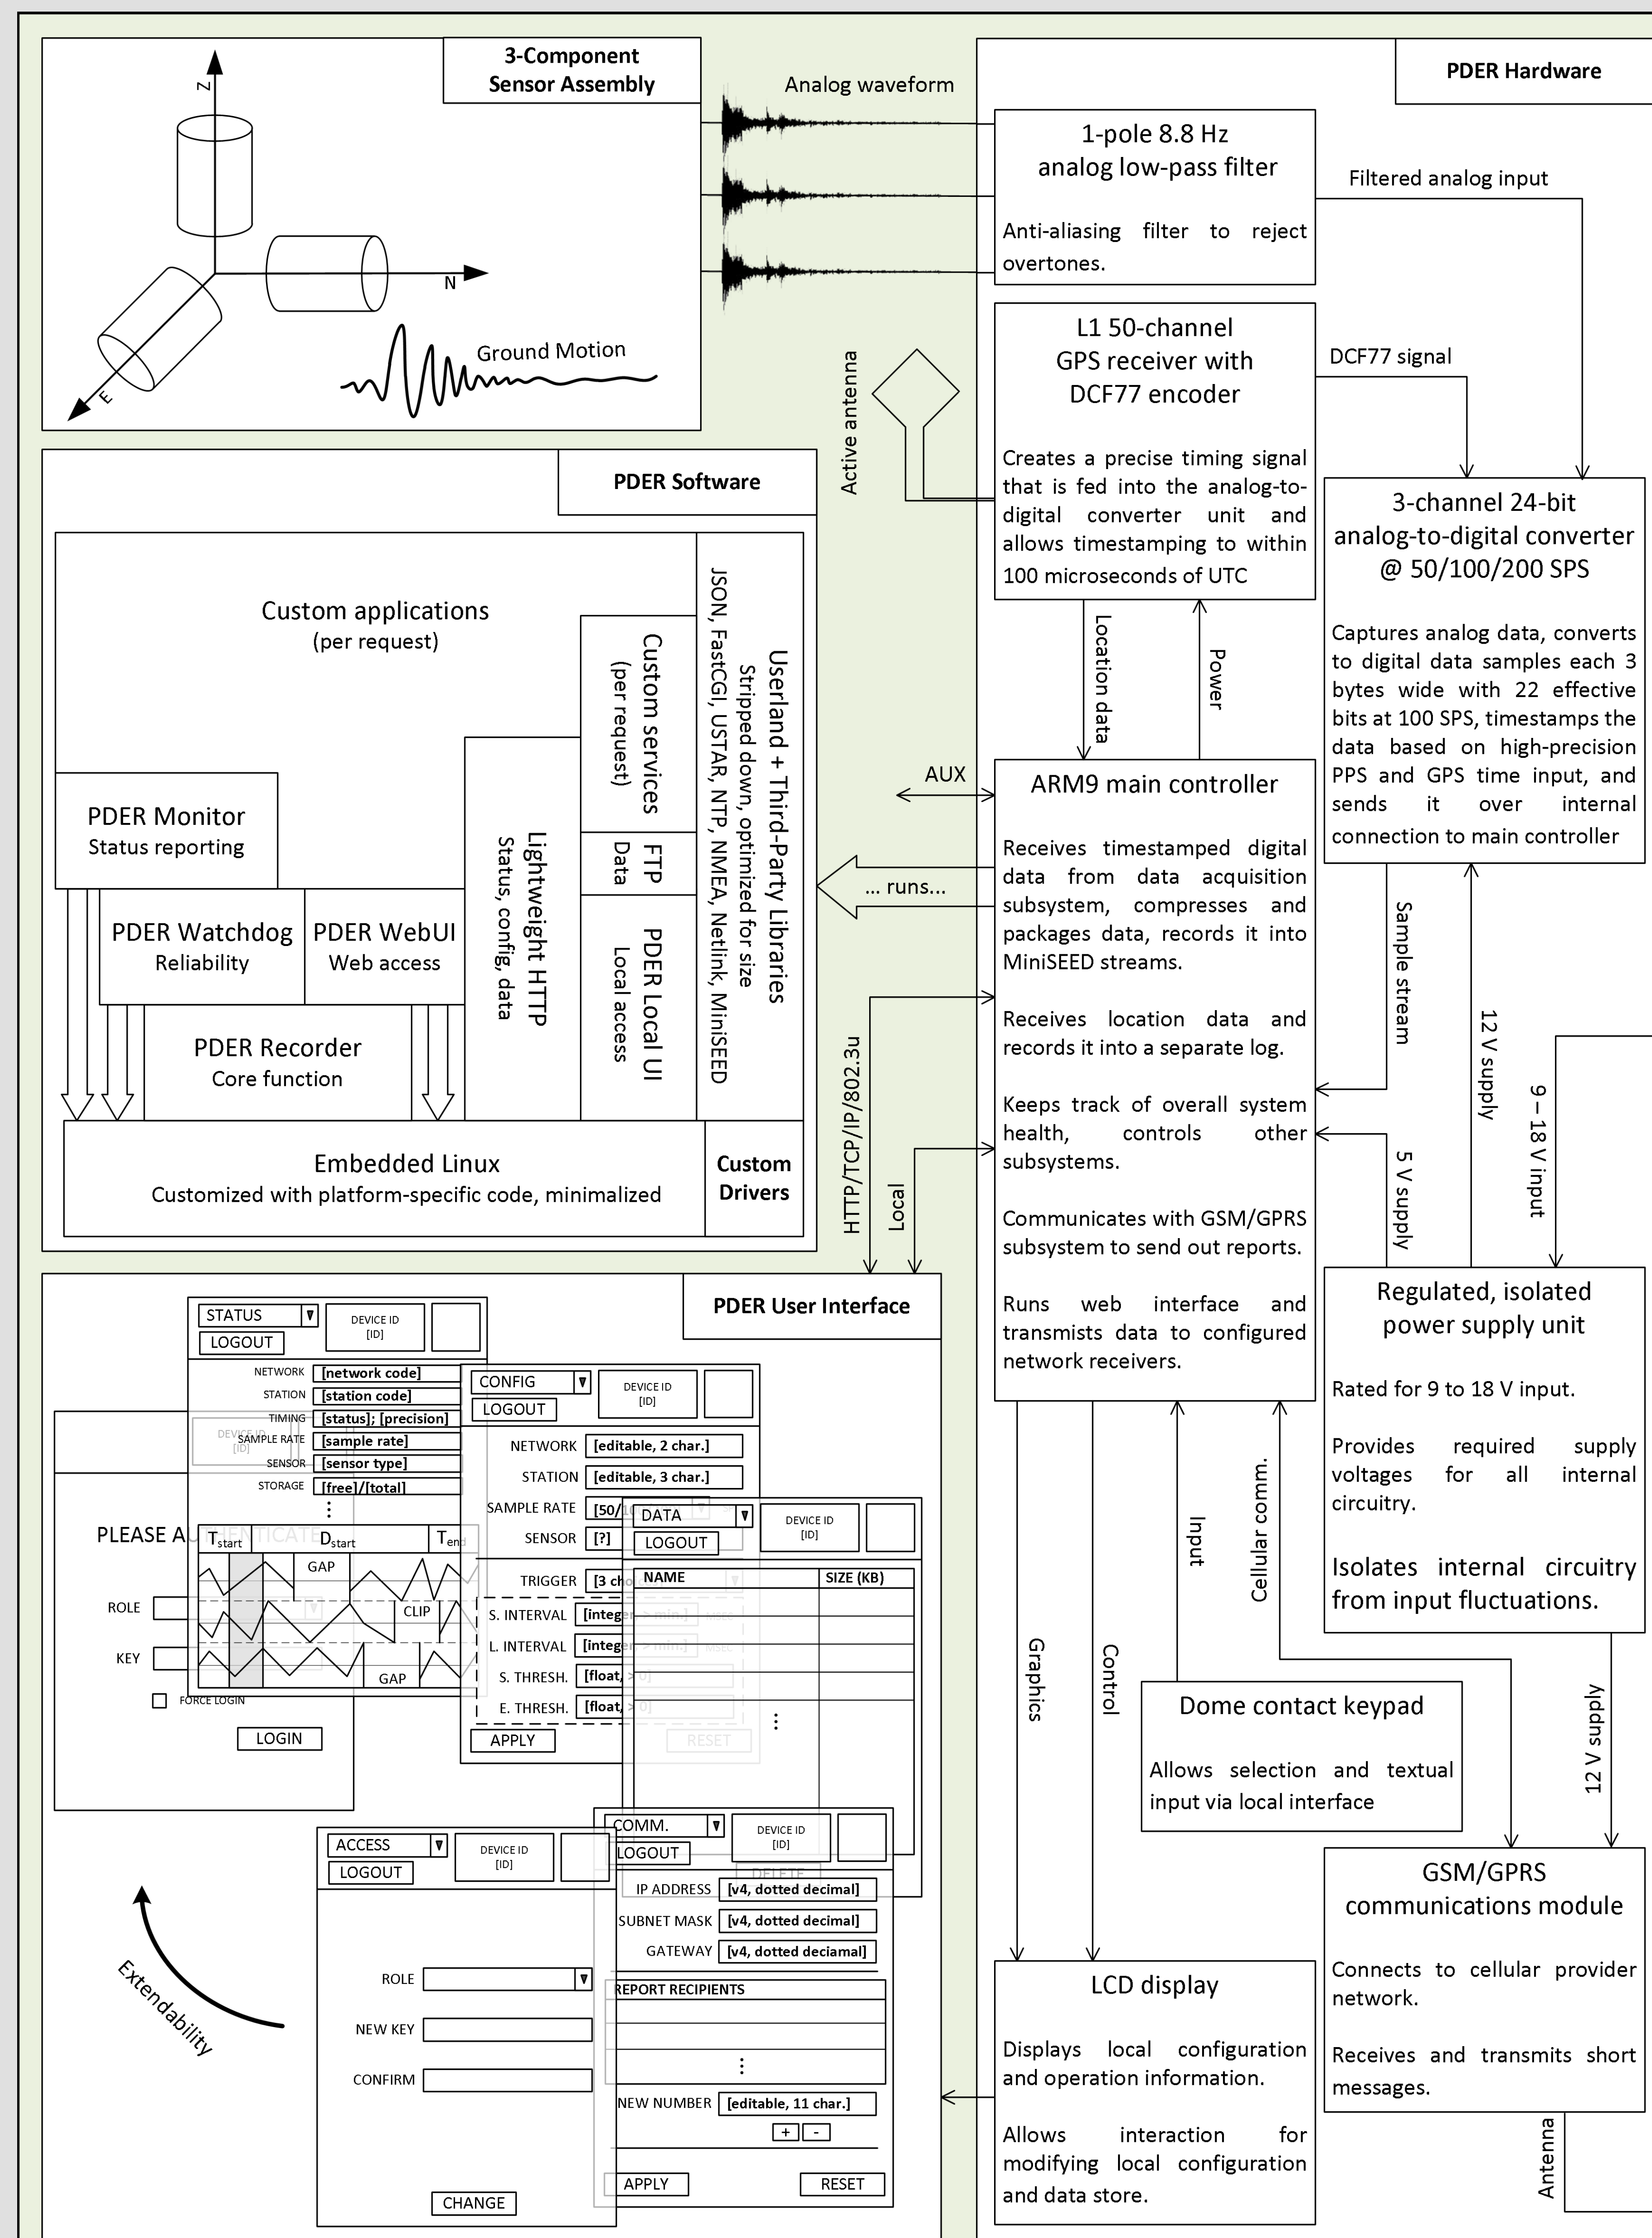 3-Component
Sensor Assembly
Z
N
E
Ground Motion
Analog waveform
PDER Hardware
1-pole 8.8 Hz
analog low-pass filter
Anti-aliasing filter to reject
overtones.
Filtered analog input
L1 50-channel
GPS receiver with
DCF77 encoder
Creates a precise timing signal
that is fed into the analog-to-
digital converter unit and
allows timestamping to within
100 microseconds of UTC
DCF77 signal
Active antenna
3-channel 24-bit
analog-to-digital converter
@ 50/100/200 SPS
Captures analog data, converts
to digital data samples each 3
bytes wide with 22 effective
bits at 100 SPS, timestamps the
data based on high-precision
PPS and GPS time input, and
sends it over internal
connection to main controller
Location data
Power
PDER Software
Custom applications
(per request)
PDER Monitor
Status reporting
PDER Watchdog
Reliability
PDER WebUI
Web access
PDER Recorder
Core function
Lightweight HTTP
Status, config, data
Custom services
(per request)
FTP
Data
PDER Local UI
Local access
Userland + Third-Party Libraries
Stripped down, optimized for size
JSON, FastCGI, USTAR, NTP, NMEA, Netlink, MiniSEED
Embedded Linux
Customized with platform-specific code, minimalized
Custom
Drivers
AUX
... runs...
HTTP/TCP/IP/802.3u
Local
ARM9 main controller
Receives timestamped digital
data from data acquisition
subsystem, compresses and
packages data, records it into
MiniSEED streams.
Receives location data and
records it into a separate log.
Keeps track of overall system
health, controls other
subsystems.
Communicates with GSM/GPRS
subsystem to send out reports.
Runs web interface and
transmists data to configured
network receivers.
Sample stream
12 V supply
9 – 18 V input
5 V supply
Regulated, isolated
power supply unit
Rated for 9 to 18 V input.
Provides required supply
voltages for all internal
circuitry.
Isolates internal circuitry
from input fluctuations.
Graphics
Control
Input
Cellular comm.
12 V supply
Dome contact keypad
Allows selection and textual
input via local interface
GSM/GPRS
communications module
Connects to cellular provider
network.
Receives and transmits short
messages.
Antenna
LCD display
Displays local configuration
and operation information.
Allows interaction for
modifying local configuration
and data store.
PDER User Interface
STATUS
LOGOUT
DEVICE ID
[ID]
NETWORK [network code]
STATION [station code]
TIMING [status]; [precision]
SAMPLE RATE [sample rate]
SENSOR [sensor type]
STORAGE [free]/[total]
Tstart Dstart Tend
GAP
CLIP
GAP
DEVICE ID
[ID]
PLEASE AUTHENTICATE
ROLE
KEY
FORCE LOGIN
LOGIN
CONFIG
LOGOUT
DEVICE ID
[ID]
NETWORK [editable, 2 char.]
STATION [editable, 3 char.]
SAMPLE RATE [50/1
SENSOR [?]
TRIGGER [3 cho
S. INTERVAL [integer > min.] MSEC
L. INTERVAL [integer > min.] MSEC
S. THRESH. [float, > 0]
E. THRESH. [float, > 0]
APPLY
RESET
DATA
LOGOUT
DEVICE ID
[ID]
NAME SIZE (KB)
DELETE
COMM.
LOGOUT
DEVICE ID
[ID]
IP ADDRESS [v4, dotted decimal]
SUBNET MASK [v4, dotted decimal]
GATEWAY [v4, dotted deciamal]
REPORT RECIPIENTS
NEW NUMBER [editable, 11 char.]
+ -
APPLY
RESET
ACCESS
LOGOUT
DEVICE ID
[ID]
ROLE
NEW KEY
CONFIRM
CHANGE
Extendability